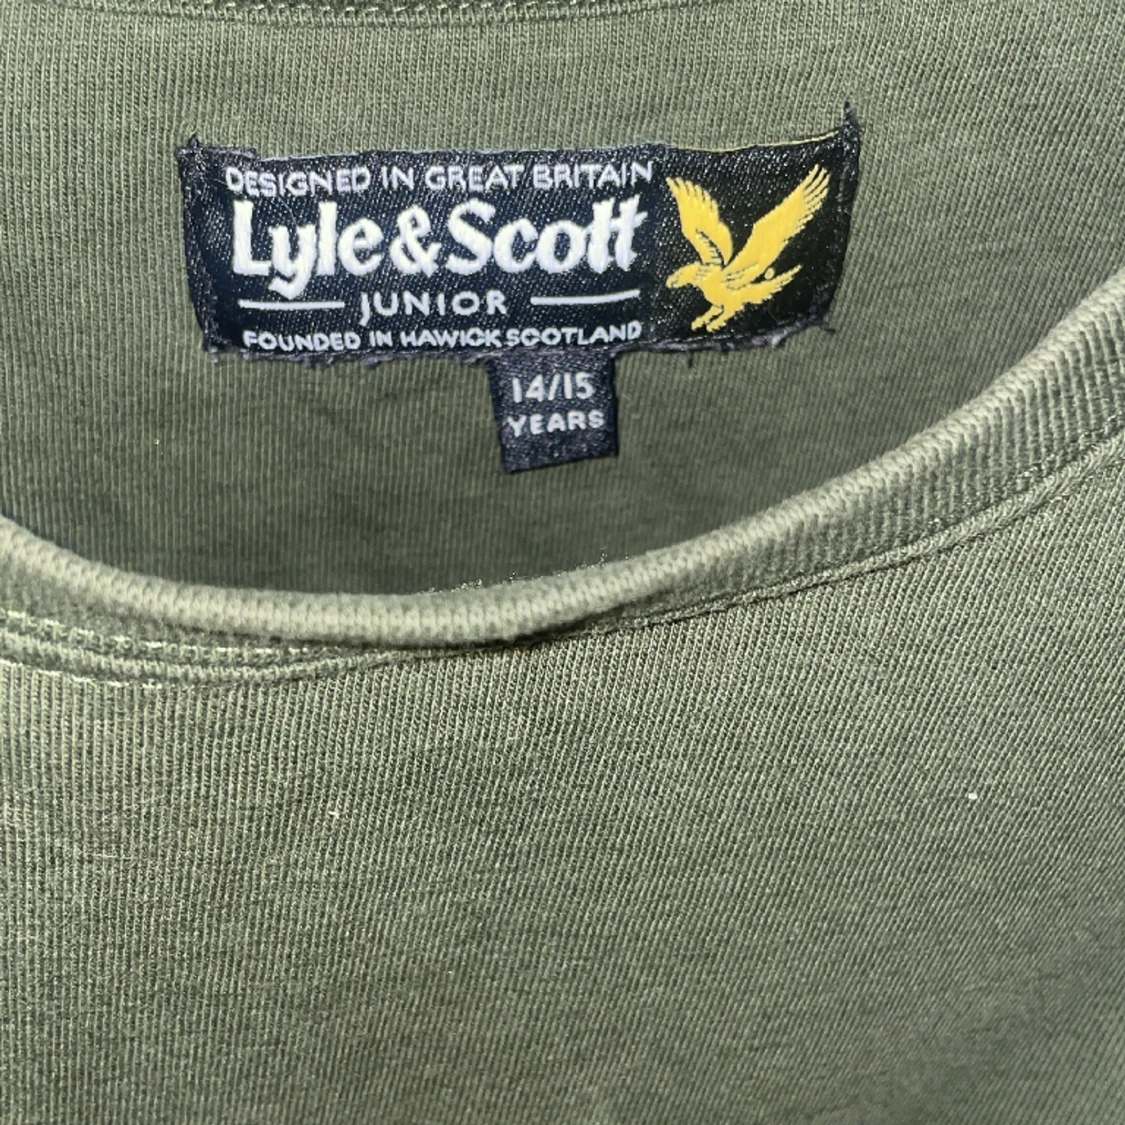 DESIGNED IN GREAT BRITAIN
Lyle&Scott
JUNIOR
FOUNDED IN HAWICK SCOTLAND
14/15
YEARS